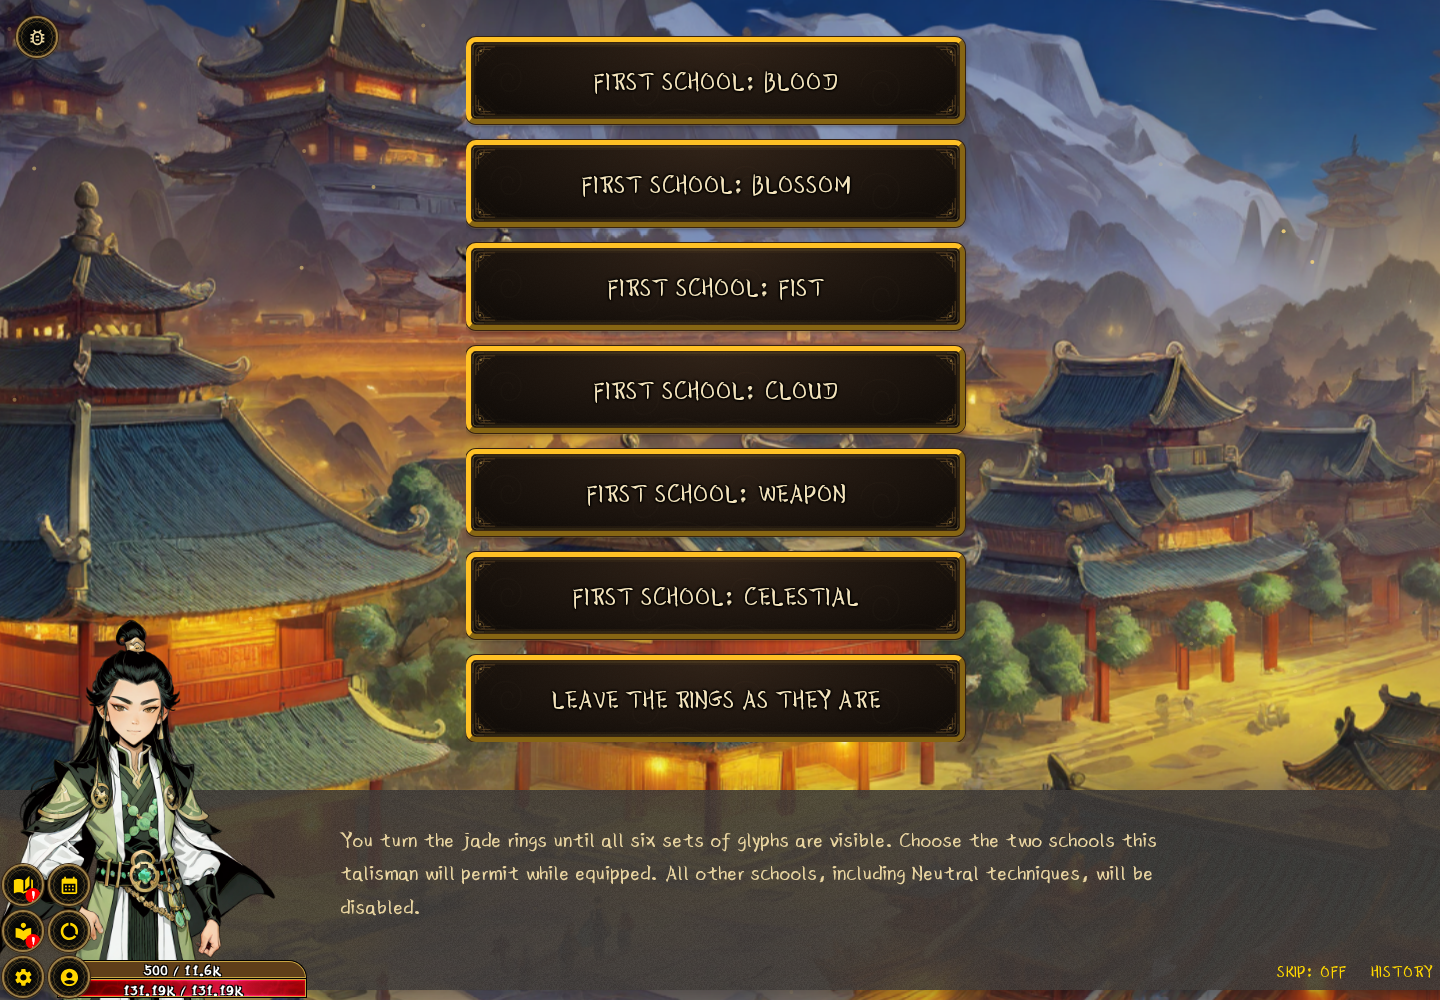 FIRST SCHOOL: BLOOD
FIRST SCHOOL: BLOSSOM
FIRST SCHOOL: FIST
FIRST SCHOOL: CLOUD
FIRST SCHOOL: WEAPON
FIRST SCHOOL: CELESTIAL
LEAVE THE RINGS AS THEY ARE
You turn the jade rings until all six sets of glyphs are visible. Choose the two schools this
talisman will permit while equipped. All other schools, including Neutral techniques, will be
disabled.
500 / 11.6K
131.19K / 131.19K
SKIP: OFF HISTORY